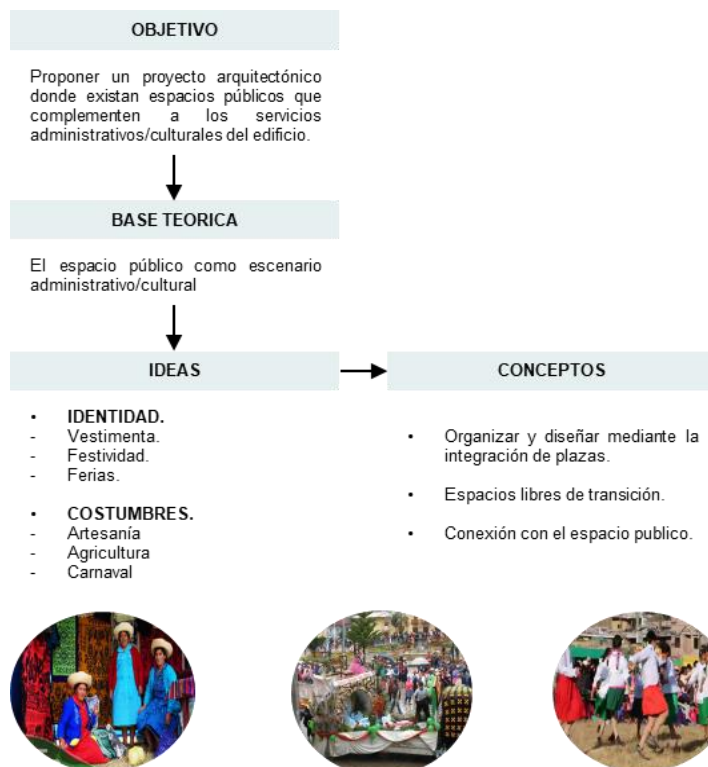 OBJETIVO
Proponer un proyecto arquitectónico
donde existan espacios públicos que
complementen a los servicios
administrativos/culturales del edificio.
BASE TEORICA
El espacio público como escenario
administrativo/cultural
IDEAS
• IDENTIDAD.
- Vestimenta.
- Festividad.
- Ferias.
• COSTUMBRES.
- Artesanía
- Agricultura
- Carnaval
CONCEPTOS
• Organizar y diseñar mediante la
integración de plazas.
• Espacios libres de transición.
• Conexión con el espacio publico.